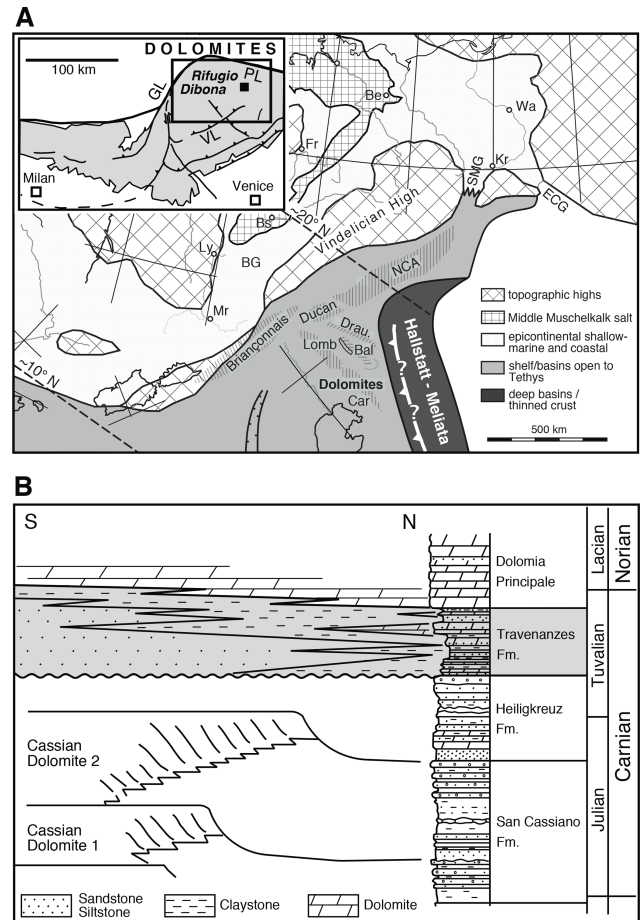 A
DOLOMITES
100 km
Rifugio
Dibona
PL
GL
VL
Milan
Venice
Be
Wa
Fr
SMG
Kr
ECG
~20° N
Vindelician High
Bs
Ly
BG
NCA
Mr
Briançonnais
Ducan
Drau
Lomb
Bal
Dolomites
Car
Hallstatt - Meliata
?
?
~10° N
topographic highs
Middle Muschelkalk salt
epicontinental shallow-
marine and coastal
shelf/basins open to
Tethys
deep basins /
thinned crust
500 km
B
S
N
Dolomia
Principale
Lacian
Norian
Travenanzes
Fm.
Tuvalian
Heiligkreuz
Fm.
Carnian
Cassian
Dolomite 2
San Cassiano
Fm.
Julian
Cassian
Dolomite 1
Sandstone
Siltstone
Claystone
Dolomite